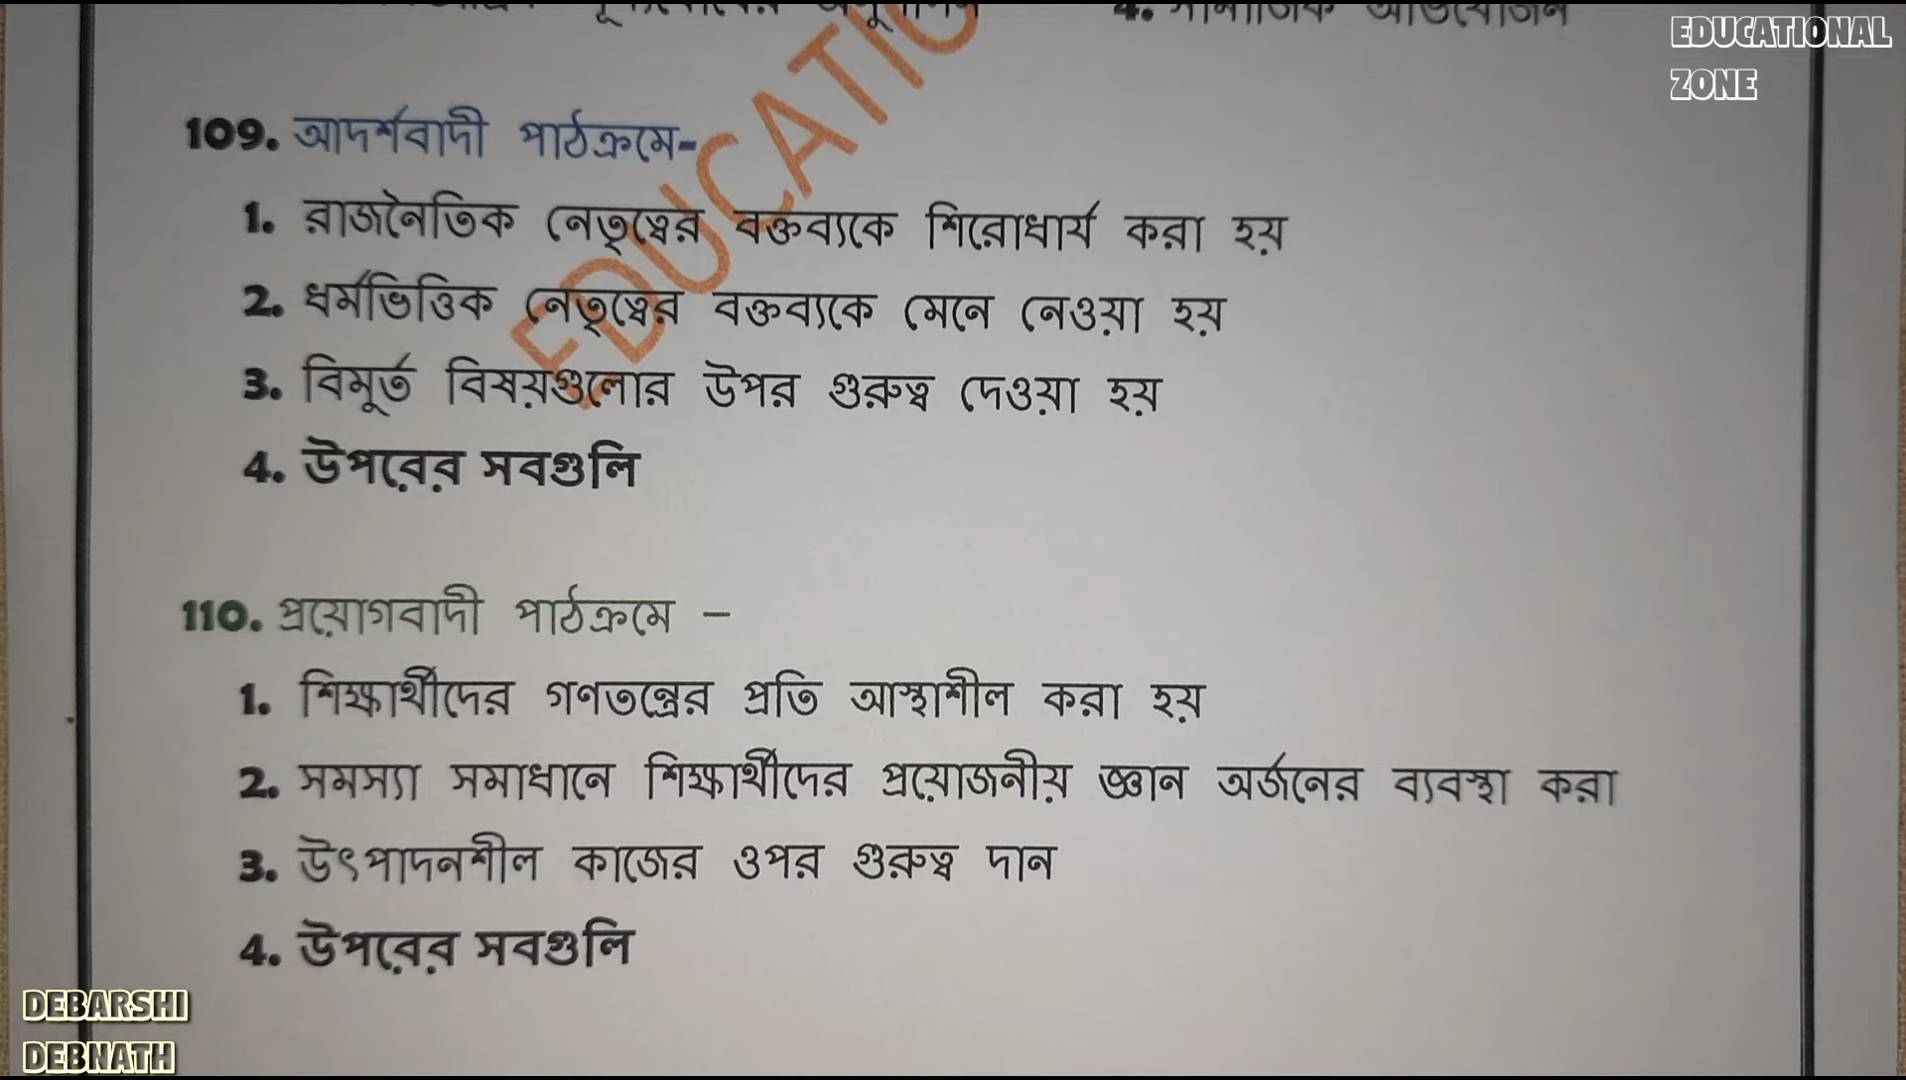 EDUCATIONAL
ZONE
109. আদর্শবাদী পাঠক্রমে-
1. রাজনৈতিক নেতৃত্বের বক্তব্যকে শিরোধার্য করা হয়
2. ধর্মভিত্তিক নেতৃত্বের বক্তব্যকে মেনে নেওয়া হয়
3. বিমূর্ত বিষয়গুলোর উপর গুরুত্ব দেওয়া হয়
4. উপরের সবগুলি
110. প্রয়োগবাদী পাঠক্রমে –
1. শিক্ষার্থীদের গণতন্ত্রের প্রতি আস্থাশীল করা হয়
2. সমস্যা সমাধানে শিক্ষার্থীদের প্রয়োজনীয় জ্ঞান অর্জনের ব্যবস্থা করা
3. উৎপাদনশীল কাজের ওপর গুরুত্ব দান
4. উপরের সবগুলি
DEBARSHI
DEBNATH